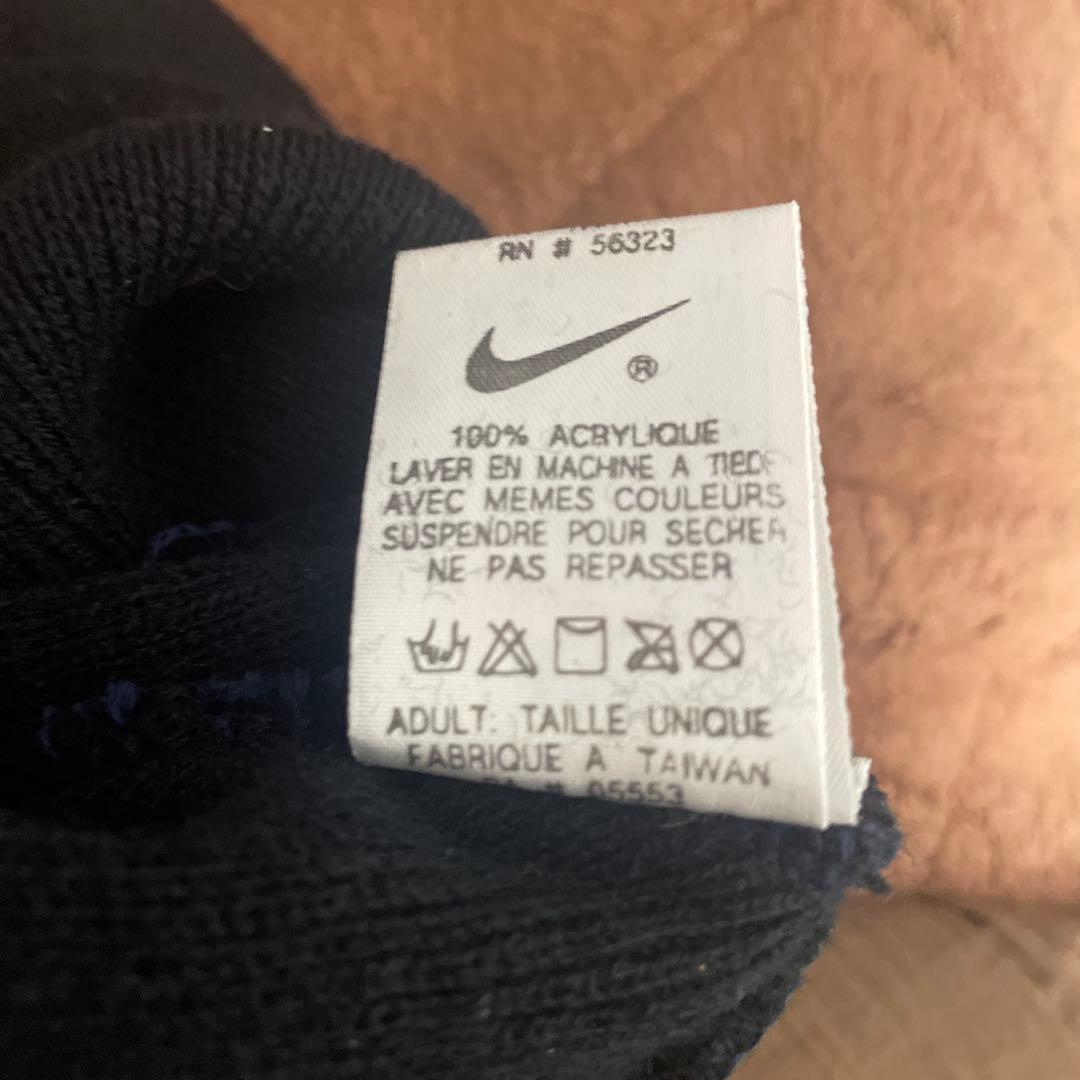 RN # 56323
®
100% ACRYLIQUE
LAVER EN MACHINE A TIEDE
AVEC MEMES COULEURS
SUSPENDRE POUR SECHER
NE PAS REPASSER
ADULT: TAILLE UNIQUE
FABRIQUE A TAIWAN
# 05553